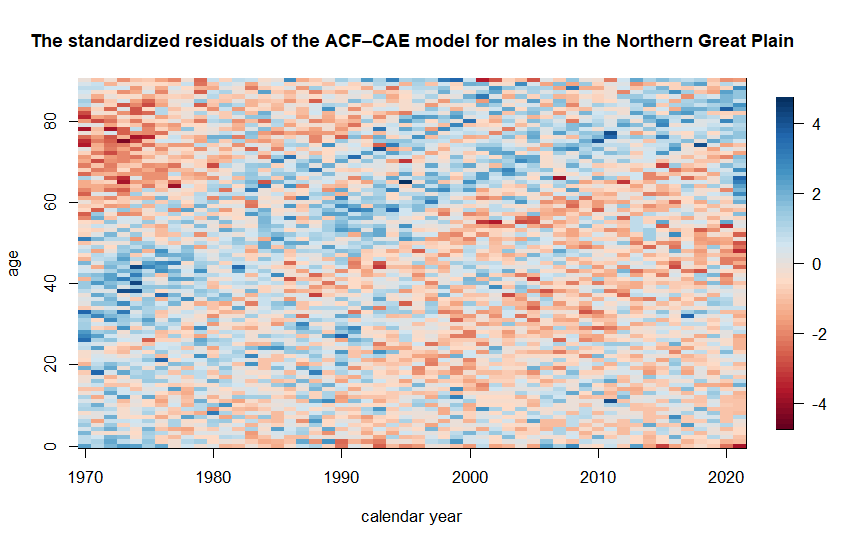 The standardized residuals of the ACF–CAE model for males in the Northern Great Plain
80
60
40
20
0
age
1970 1980 1990 2000 2010 2020
calendar year
4
2
0
-2
-4